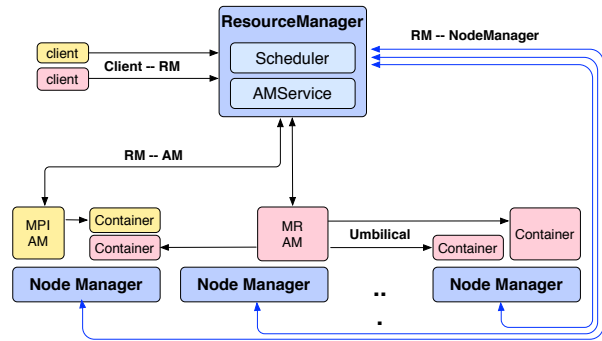 ResourceManager
RM -- NodeManager
client
Scheduler
Client -- RM
client
AMService
RM -- AM
MPI
AM
Container
Container
MR
AM
Umbilical
Container
Container
Node Manager
Node Manager
..
.
Node Manager